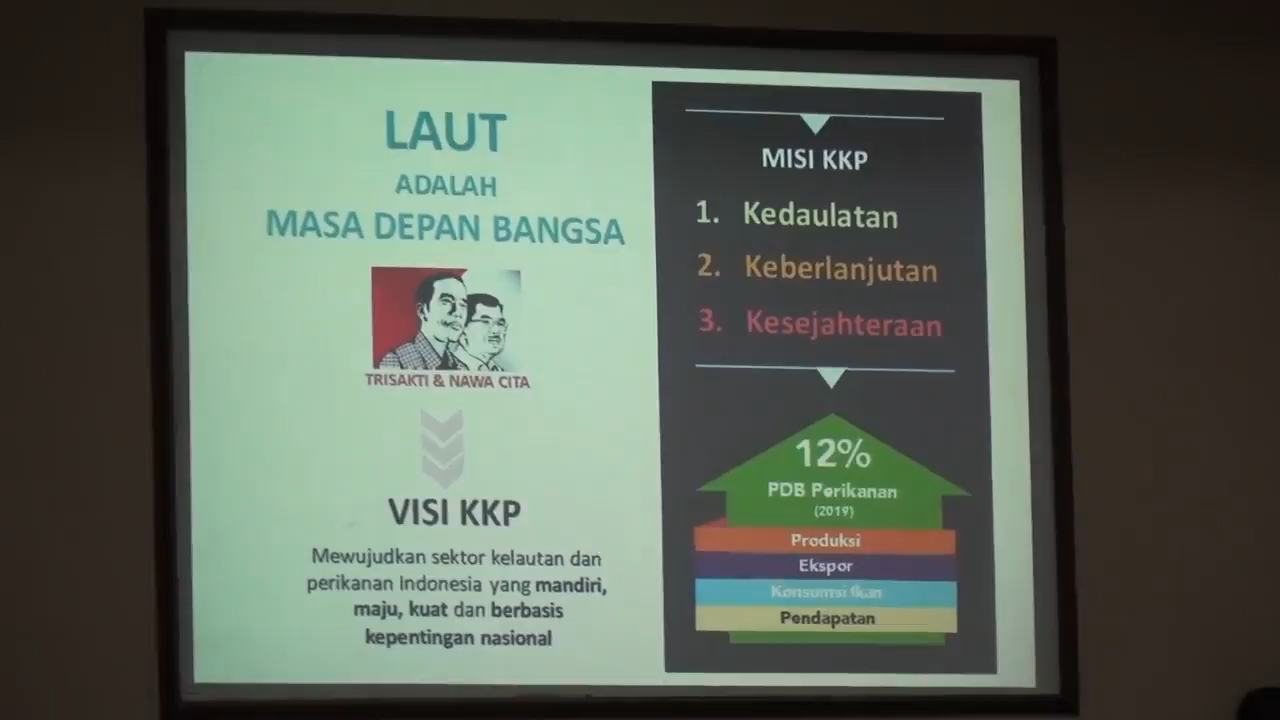 LAUT
ADALAH
MASA DEPAN BANGSA
TRISAKTI & NAWA CITA
VISI KKP
Mewujudkan sektor kelautan dan
perikanan Indonesia yang mandiri,
maju, kuat dan berbasis
kepentingan nasional
MISI KKP
1. Kedaulatan
2. Keberlanjutan
3. Kesejahteraan
12%
PDB Perikanan
(2019)
Produksi
Ekspor
Konsumsi Ikan
Pendapatan